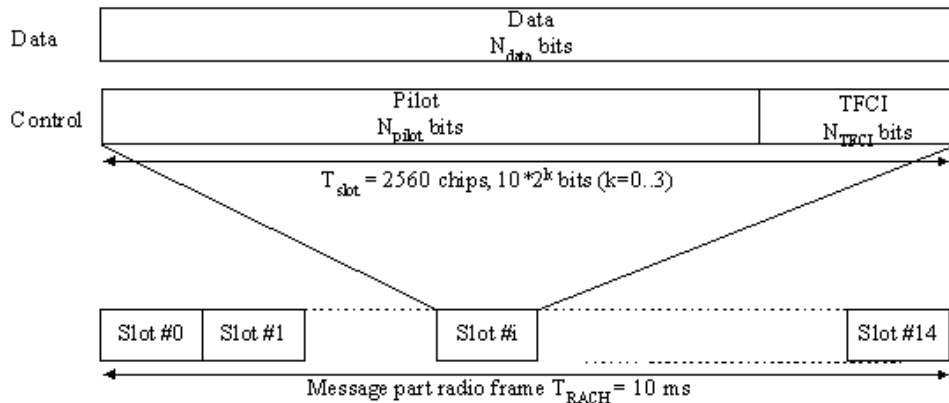 Data
Data
N_data bits
Control
Pilot
N_pilot bits
TFCI
N_TFCI bits
T_slot = 2560 chips, 10*2^k bits (k=0..3)
Slot #0
Slot #1
Slot #i
Slot #14
Message part radio frame T_RACH = 10 ms